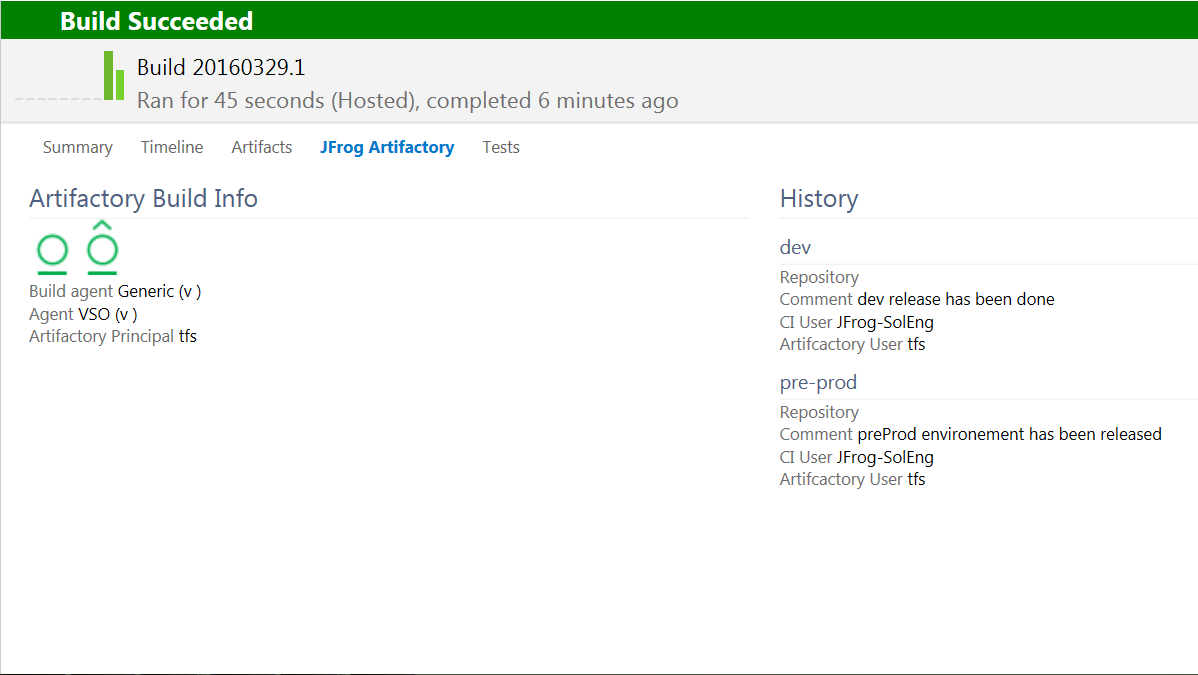 Build Succeeded
Build 20160329.1
Ran for 45 seconds (Hosted), completed 6 minutes ago
Summary Timeline Artifacts JFrog Artifactory Tests
Artifactory Build Info
Build agent Generic (v )
Agent VSO (v )
Artifactory Principal tfs
History
dev
Repository
Comment dev release has been done
CI User JFrog-SolEng
Artifcactory User tfs
pre-prod
Repository
Comment preProd environement has been released
CI User JFrog-SolEng
Artifcactory User tfs